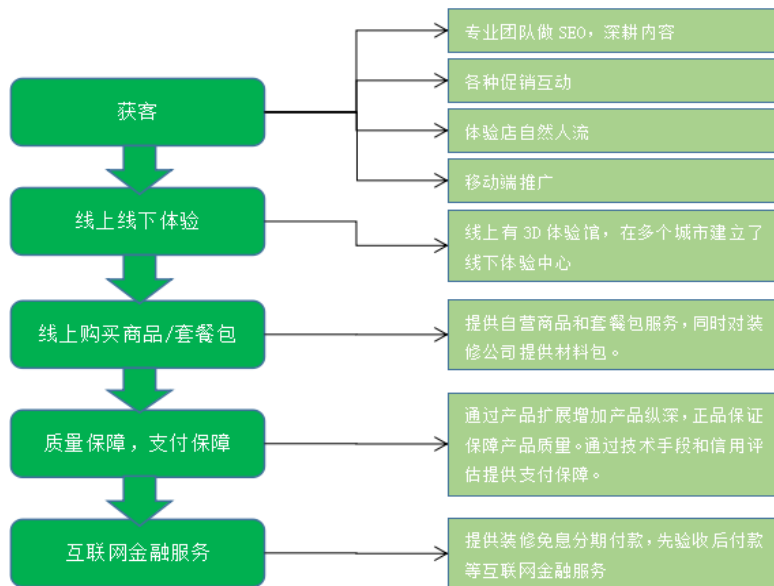 获客
专业团队做 SEO，深耕内容
各种促销互动
体验店自然人流
移动端推广
线上线下体验
线上有 3D 体验馆，在多个城市建立了
线下体验中心
线上购买商品/套餐包
提供自营商品和套餐包服务，同时对装
修公司提供材料包。
质量保障，支付保障
通过产品扩展增加产品纵深，正品保证
保障产品质量。通过技术手段和信用评
估提供支付保障。
互联网金融服务
提供装修免息分期付款，先验收后付款
等互联网金融服务